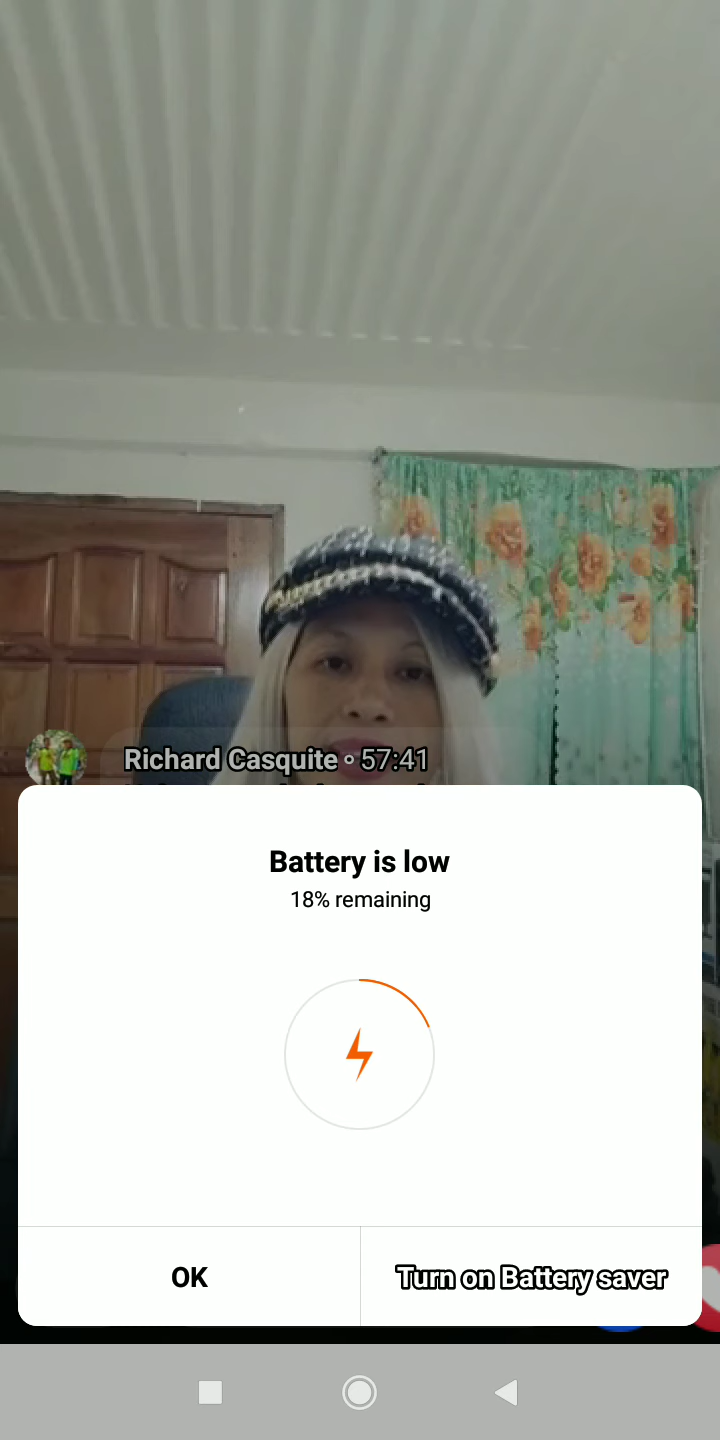 Richard Casquite • 57:41
Battery is low
18% remaining
OK
Turn on Battery saver